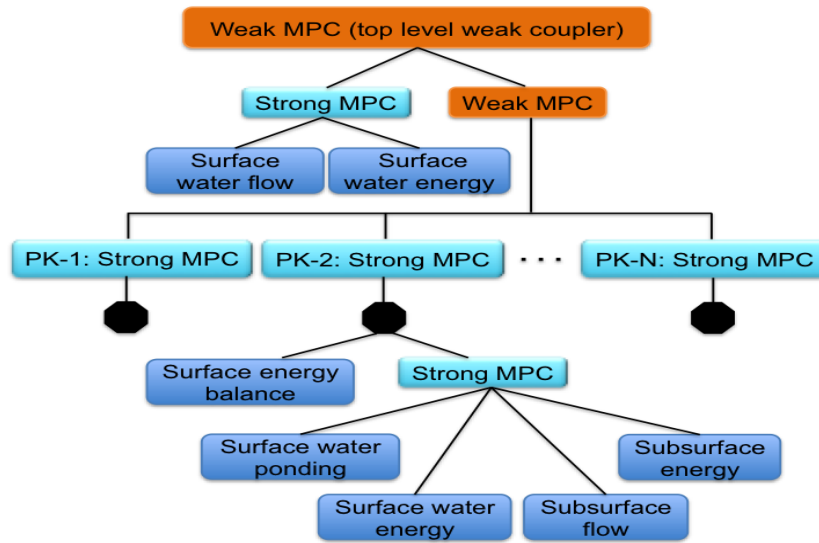 Weak MPC (top level weak coupler)
Strong MPC
Weak MPC
Surface
water flow
Surface
water energy
PK-1: Strong MPC
PK-2: Strong MPC
. . .
PK-N: Strong MPC
Surface energy
balance
Strong MPC
Surface water
ponding
Subsurface
energy
Surface water
energy
Subsurface
flow